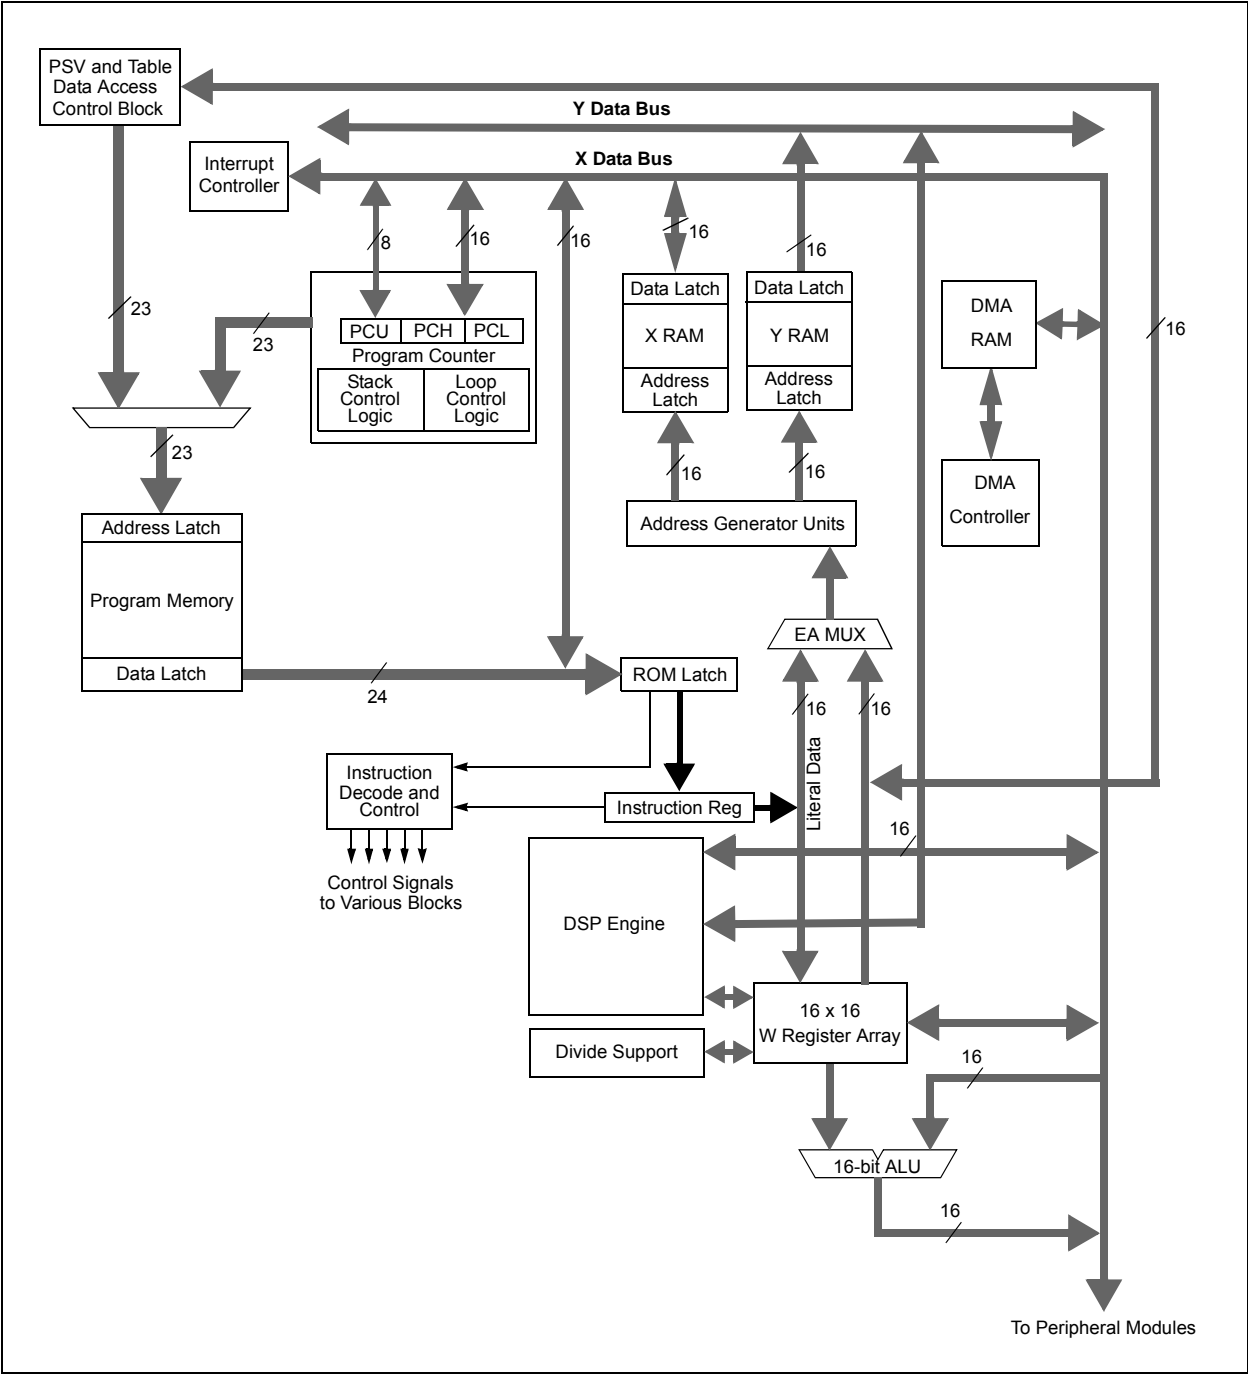 PSV and Table
Data Access
Control Block
Y Data Bus
Interrupt
Controller
X Data Bus
8
16
16
16
16
23
23
PCU
PCH
PCL
Program Counter
Stack
Control
Logic
Loop
Control
Logic
Data Latch
X RAM
Address
Latch
Data Latch
Y RAM
Address
Latch
DMA
RAM
16
23
16
16
DMA
Controller
Address Generator Units
Address Latch
Program Memory
Data Latch
24
EA MUX
ROM Latch
16
16
Literal Data
Instruction
Decode and
Control
Instruction Reg
Control Signals
to Various Blocks
16
DSP Engine
16 x 16
W Register Array
Divide Support
16
16-bit ALU
16
To Peripheral Modules